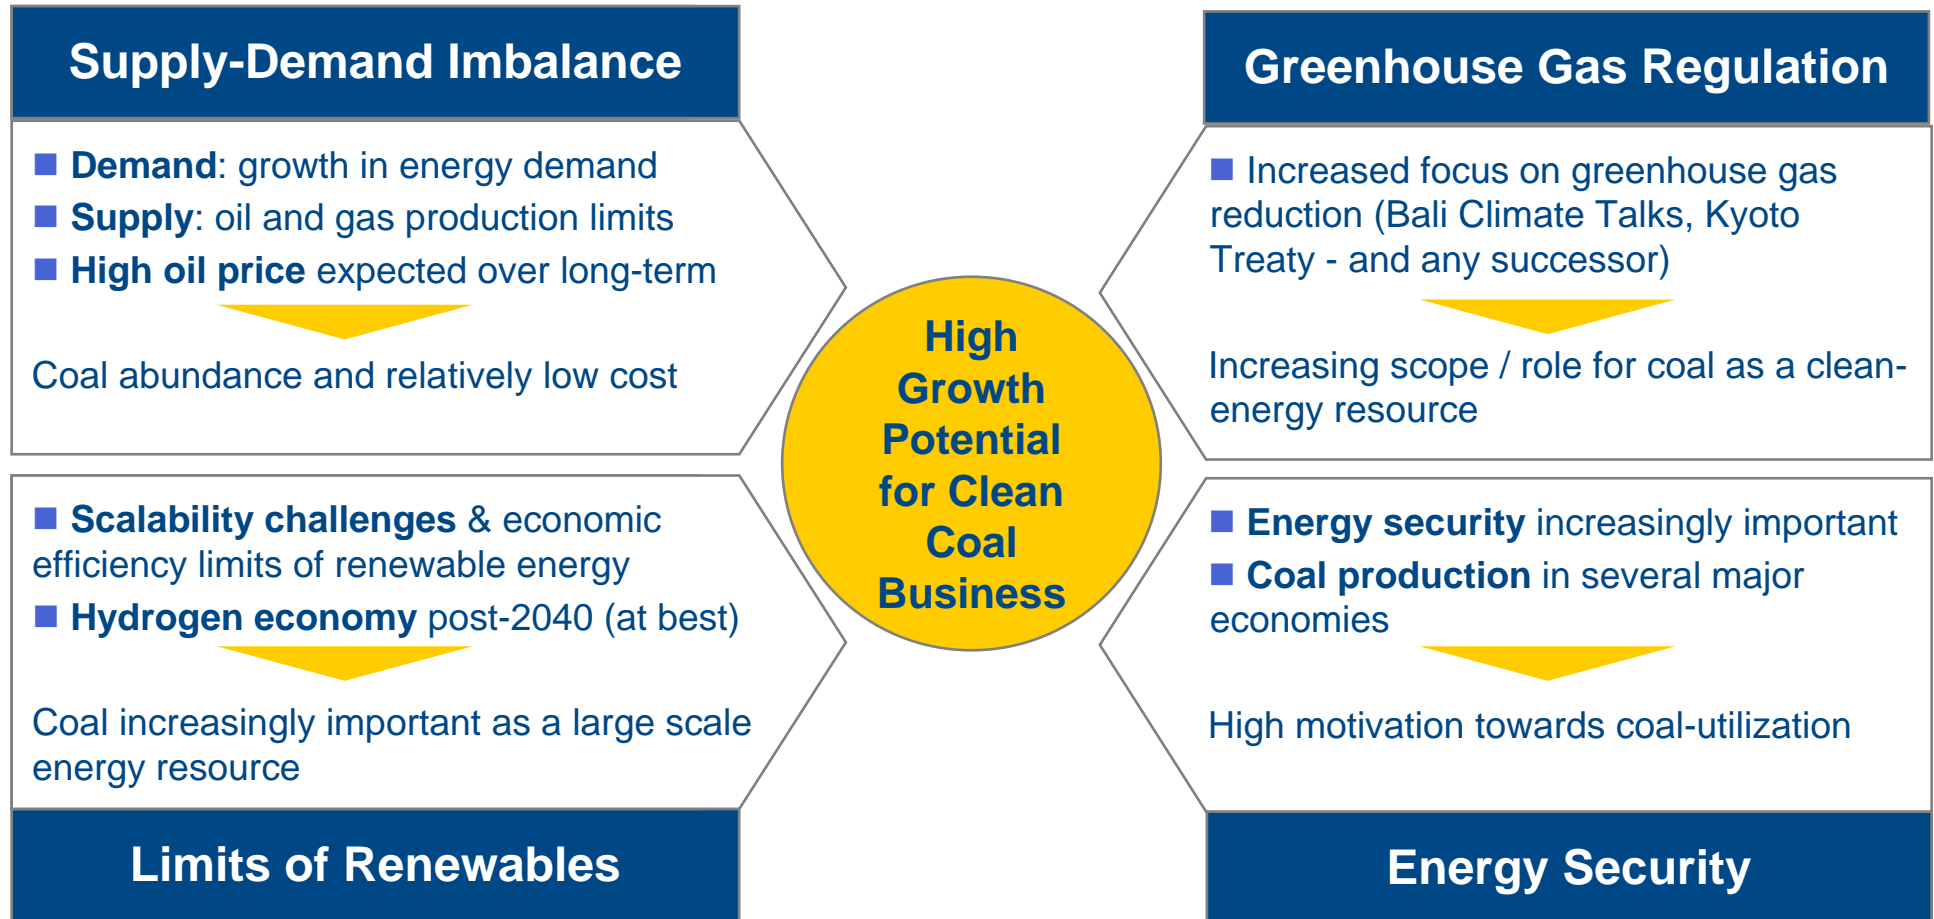 Supply-Demand Imbalance
■ Demand: growth in energy demand
■ Supply: oil and gas production limits
■ High oil price expected over long-term
Coal abundance and relatively low cost
Greenhouse Gas Regulation
■ Increased focus on greenhouse gas
reduction (Bali Climate Talks, Kyoto
Treaty - and any successor)
Increasing scope / role for coal as a clean-
energy resource
High
Growth
Potential
for Clean
Coal
Business
■ Scalability challenges & economic
efficiency limits of renewable energy
■ Hydrogen economy post-2040 (at best)
Coal increasingly important as a large scale
energy resource
Limits of Renewables
■ Energy security increasingly important
■ Coal production in several major
economies
High motivation towards coal-utilization
Energy Security